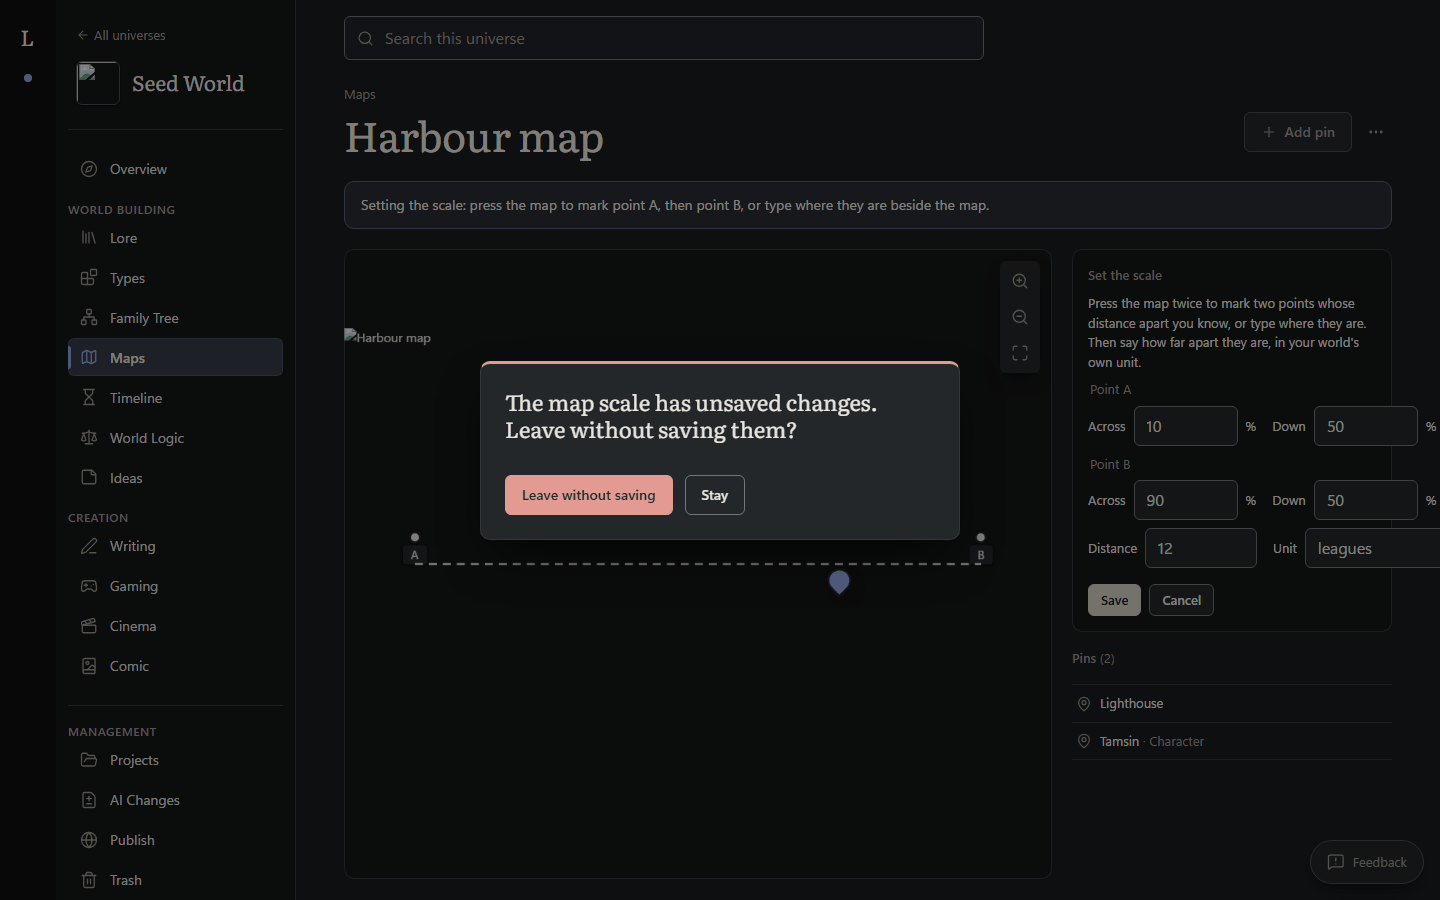 L
All universes
Seed World
Overview
WORLD BUILDING
Lore
Types
Family Tree
Maps
Timeline
World Logic
Ideas
CREATION
Writing
Gaming
Cinema
Comic
MANAGEMENT
Projects
AI Changes
Publish
Trash
Search this universe
Maps
Harbour map
Add pin
Setting the scale: press the map to mark point A, then point B, or type where they are beside the map.
Harbour map
The map scale has unsaved changes.
Leave without saving them?
Leave without saving
Stay
A
B
Set the scale
Press the map twice to mark two points whose
distance apart you know, or type where they are.
Then say how far apart they are, in your world's
own unit.
Point A
Across 10 % Down 50 %
Point B
Across 90 % Down 50 %
Distance 12 Unit leagues
Save
Cancel
Pins (2)
Lighthouse
Tamsin · Character
Feedback